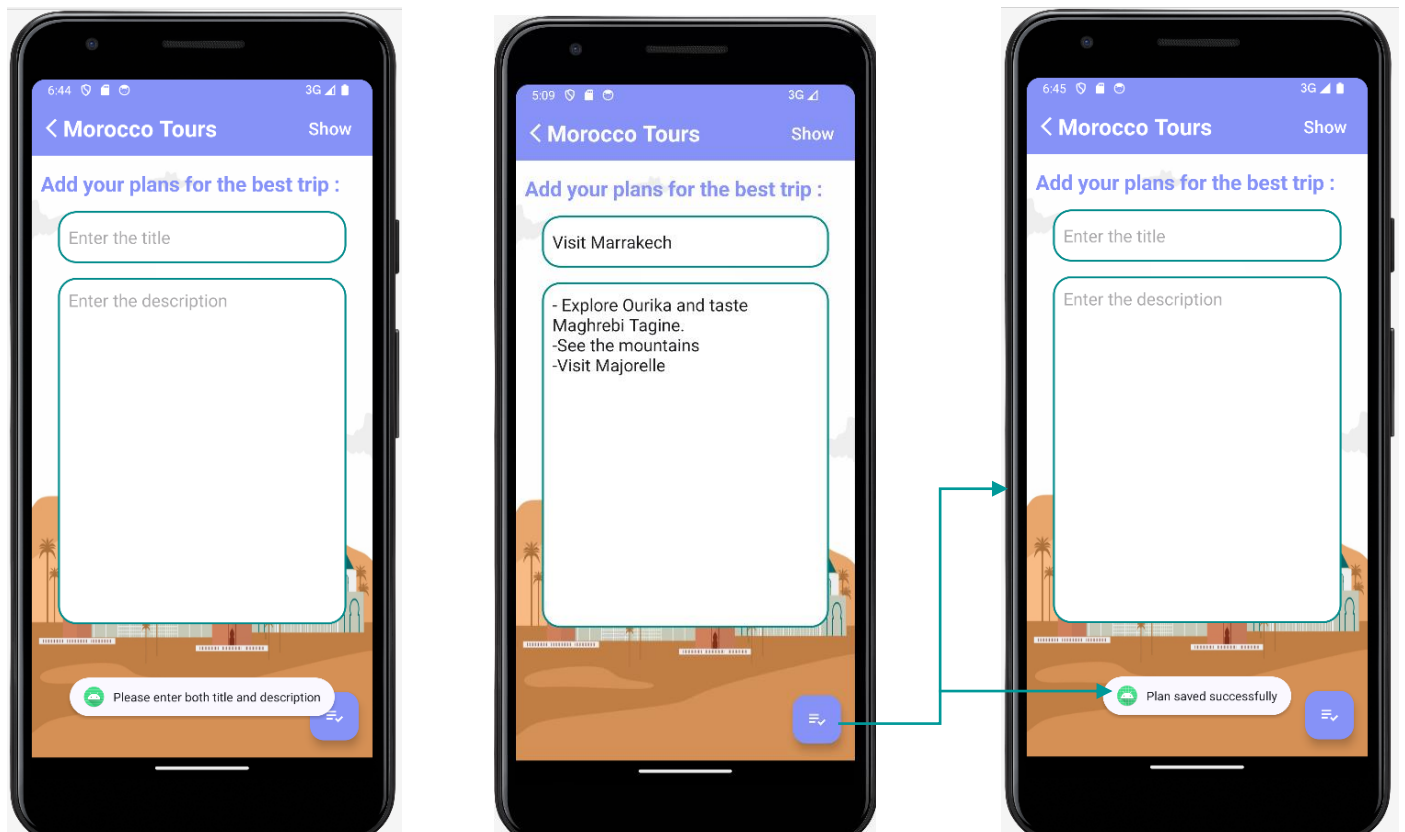 6:44
3G
Morocco Tours
Show
Add your plans for the best trip :
Enter the title
Enter the description
Please enter both title and description
5:09
3G
Morocco Tours
Show
Add your plans for the best trip :
Visit Marrakech
- Explore Ourika and taste
Maghrebi Tagine.
-See the mountains
-Visit Majorelle
6:45
3G
Morocco Tours
Show
Add your plans for the best trip :
Enter the title
Enter the description
Plan saved successfully